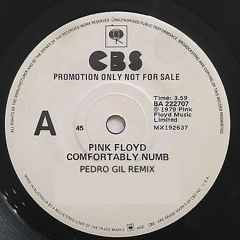 CBS
PROMOTION ONLY NOT FOR SALE
Time: 3.59
BA 222707
℗ 1979 Pink
Floyd Music
Limited
MX192637
A
45
PINK FLOYD
COMFORTABLY NUMB
PEDRO GIL REMIX